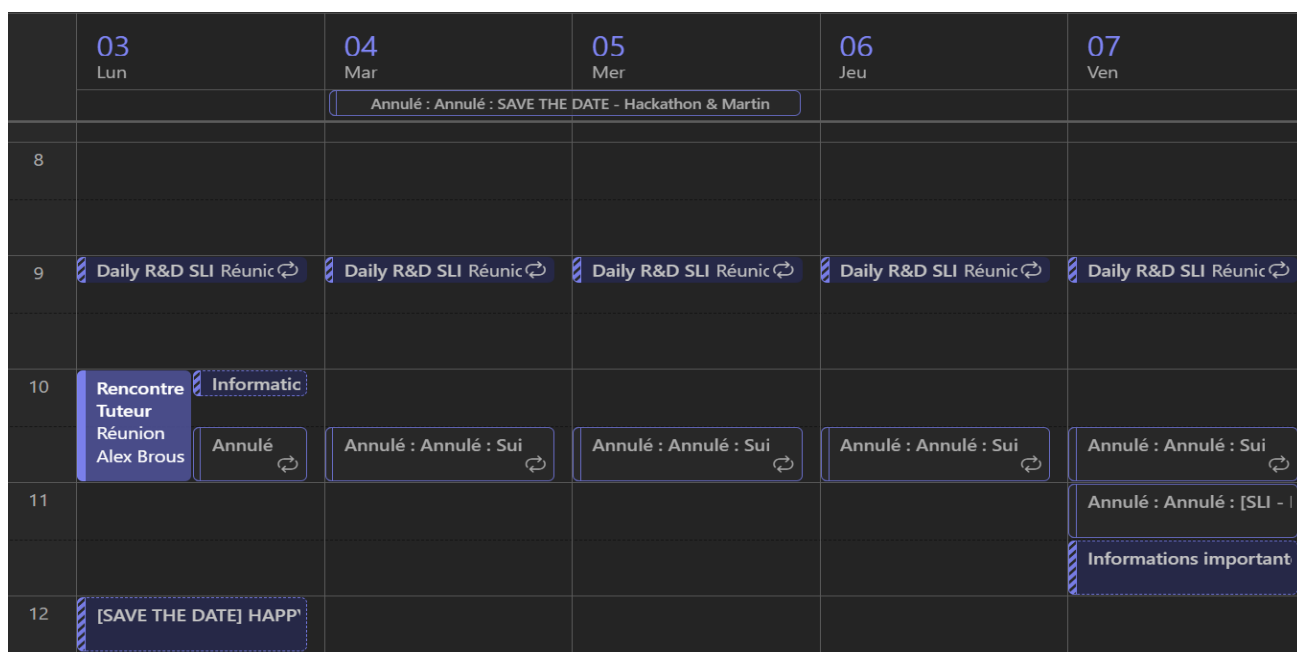 03
Lun
04
Mar
05
Mer
06
Jeu
07
Ven
Annulé : Annulé : SAVE THE DATE - Hackathon & Martin
8
9
Daily R&D SLI Réunic
Daily R&D SLI Réunic
Daily R&D SLI Réunic
Daily R&D SLI Réunic
Daily R&D SLI Réunic
10
Rencontre
Tuteur
Réunion
Alex Brous
Informatic
Annulé
Annulé : Annulé : Sui
Annulé : Annulé : Sui
Annulé : Annulé : Sui
Annulé : Annulé : Sui
11
Annulé : Annulé : [SLI -
Informations important
12
[SAVE THE DATE] HAPP